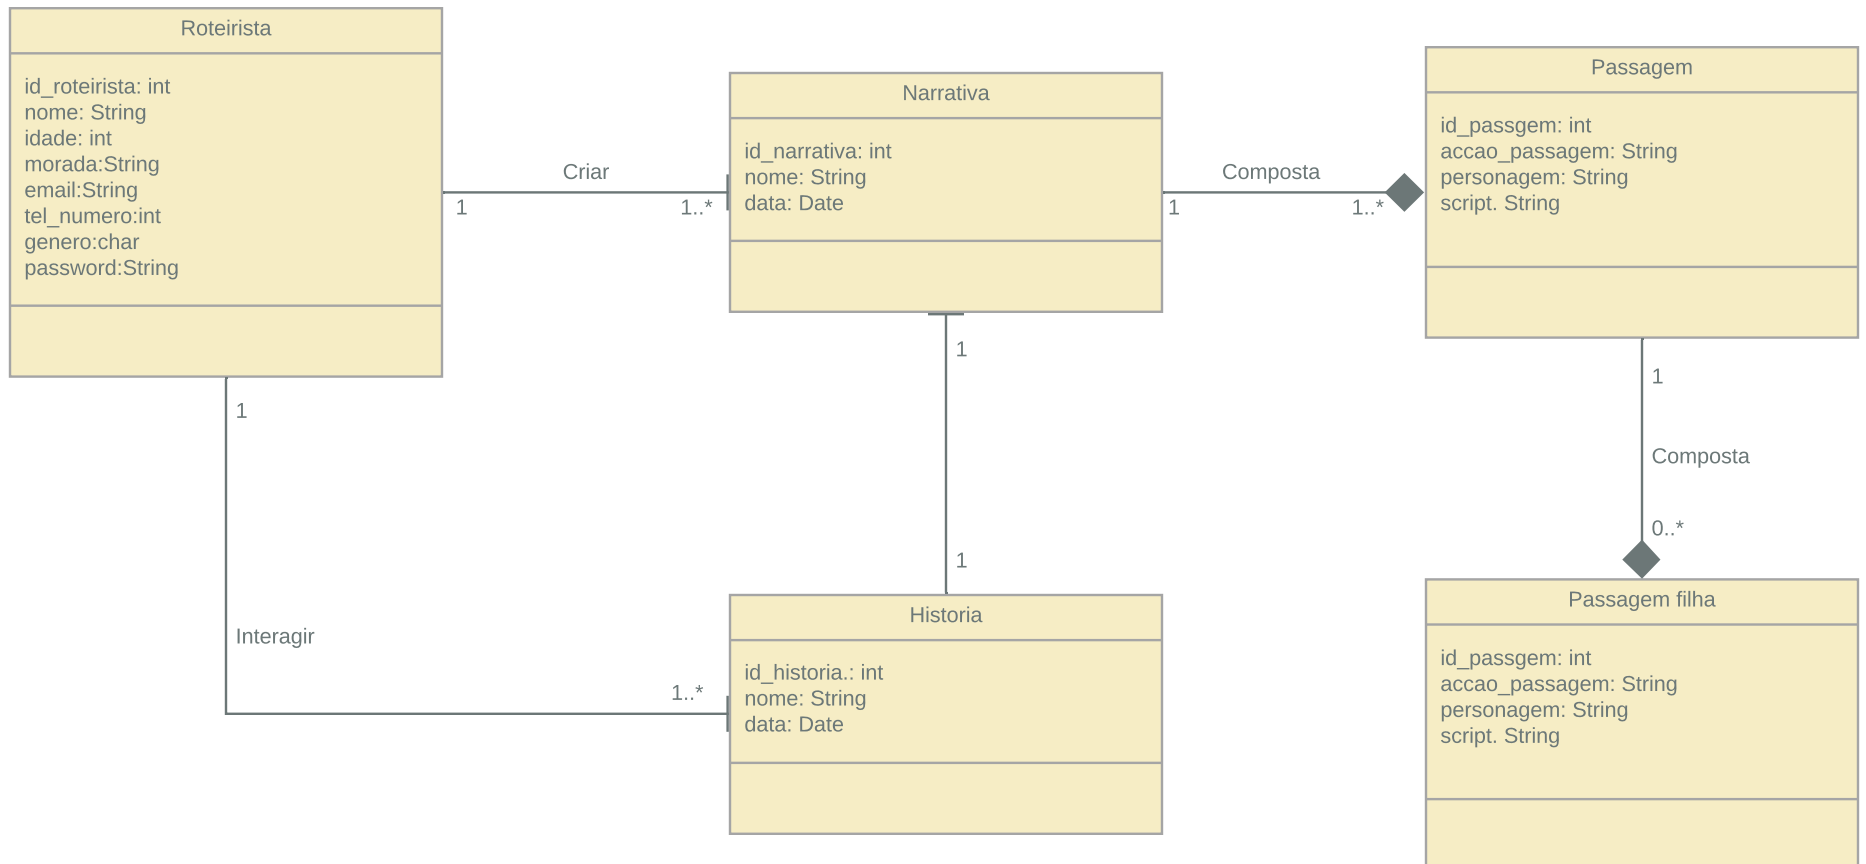 Roteirista
id_roteirista: int
nome: String
idade: int
morada:String
email:String
tel_numero:int
genero:char
password:String
Criar
1
1..*
Narrativa
id_narrativa: int
nome: String
data: Date
Composta
1
1..*
Passagem
id_passgem: int
accao_passagem: String
personagem: String
script. String
1
Interagir
1..*
1
1
Historia
id_historia.: int
nome: String
data: Date
1
Composta
0..*
Passagem filha
id_passgem: int
accao_passagem: String
personagem: String
script. String